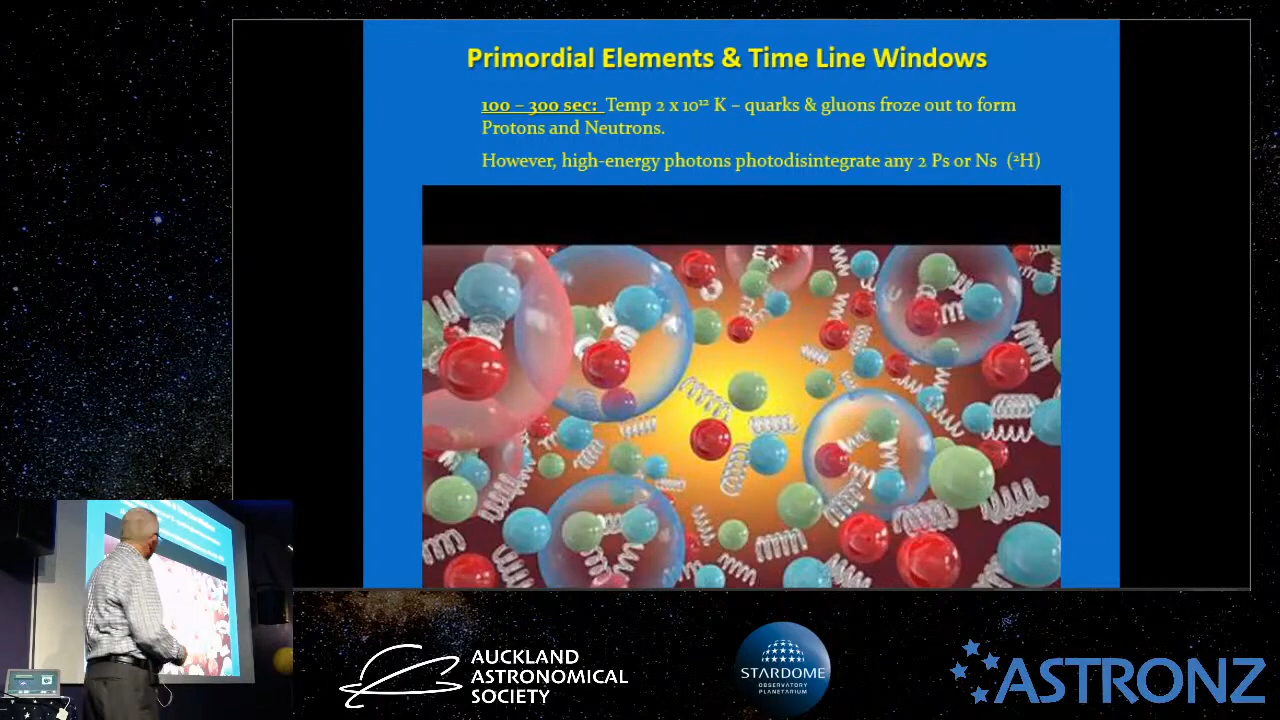 Primordial Elements & Time Line Windows
100 – 300 sec: Temp 2 x 10¹² K – quarks & gluons froze out to form
Protons and Neutrons.
However, high-energy photons photodisintegrate any 2 Ps or Ns (²H)
AUCKLAND
ASTRONOMICAL
SOCIETY
STARDOME
OBSERVATORY
PLANETARIUM
ASTRONZ